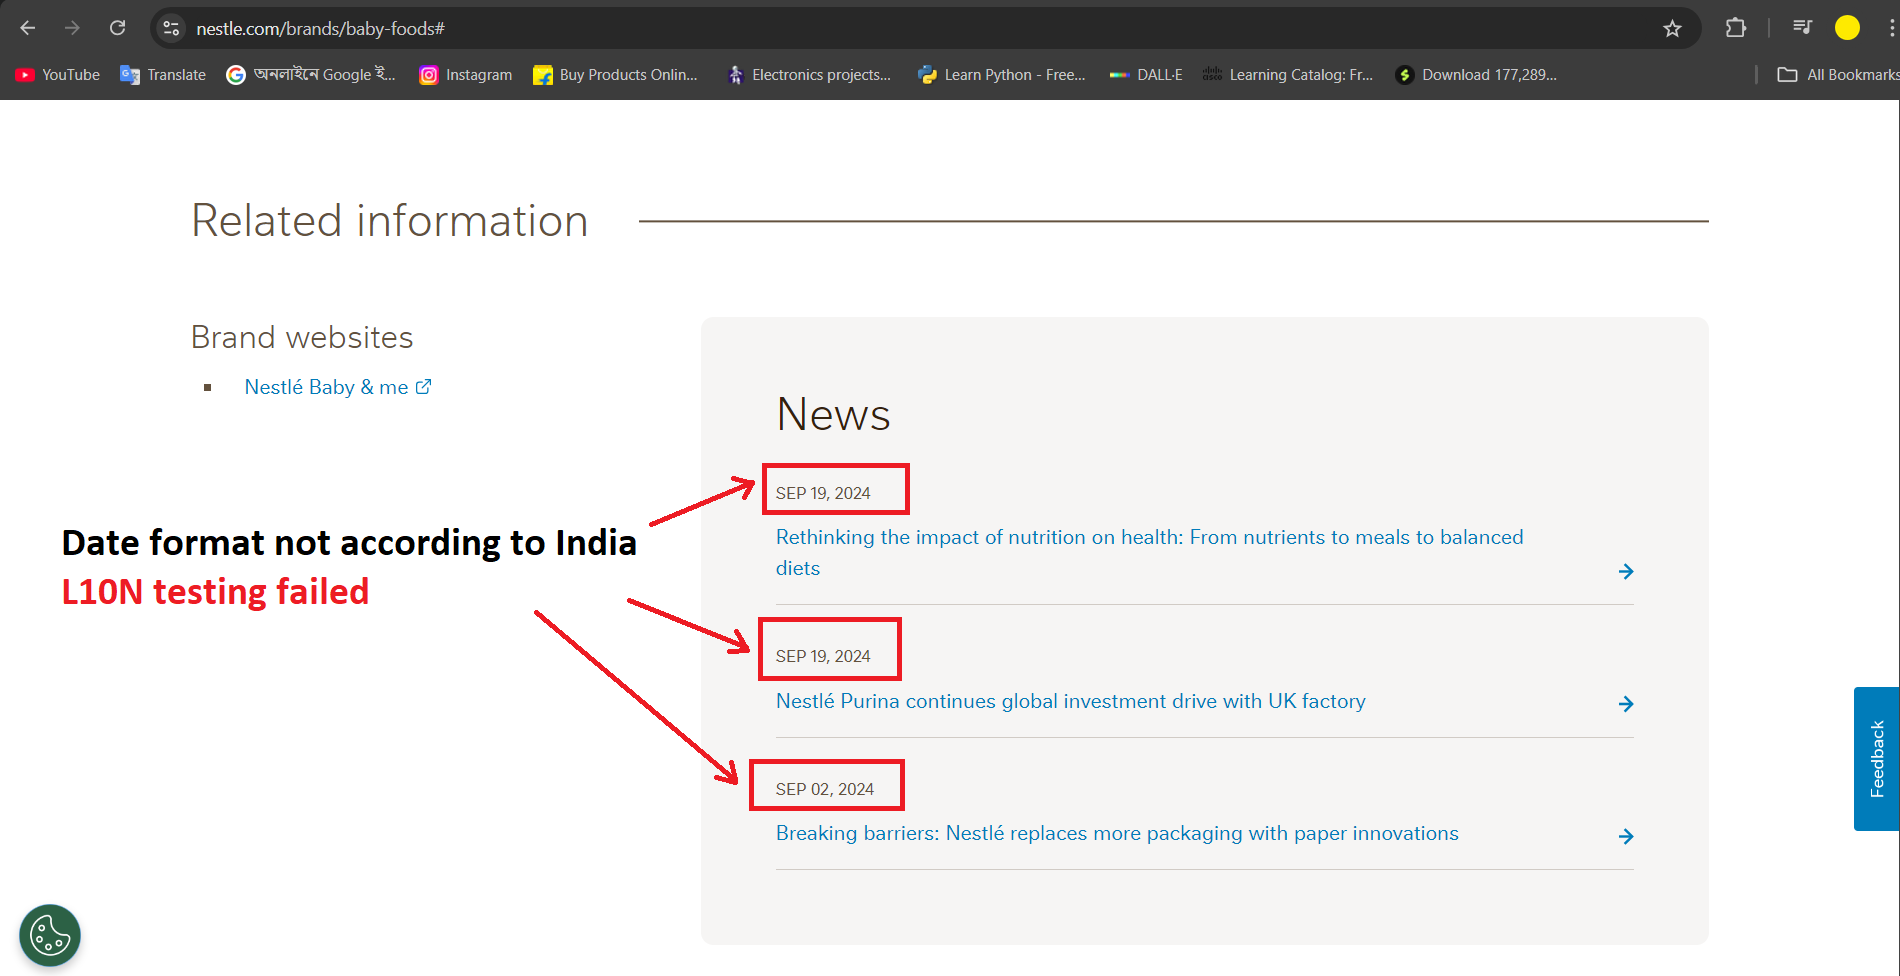 nestle.com/brands/baby-foods#
YouTube
Translate
অনলাইনে Google ই...
Instagram
Buy Products Onlin...
Electronics projects...
Learn Python - Free...
DALL·E
Learning Catalog: Fr...
Download 177,289...
All Bookmarks
Related information
Brand websites
Nestlé Baby & me
News
SEP 19, 2024
Rethinking the impact of nutrition on health: From nutrients to meals to balanced
diets
Date format not according to India
L10N testing failed
SEP 19, 2024
Nestlé Purina continues global investment drive with UK factory
SEP 02, 2024
Breaking barriers: Nestlé replaces more packaging with paper innovations
Feedback